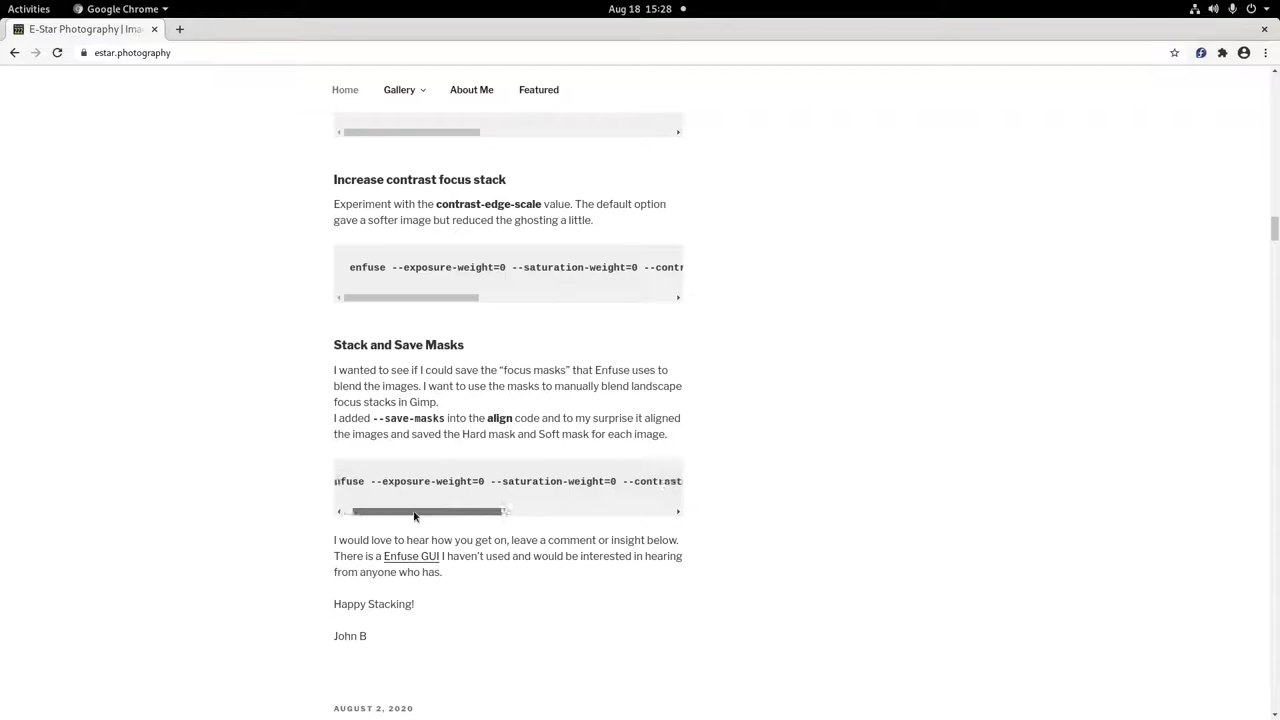 Activities
Google Chrome
Aug 18 15:28
E-Star Photography | Ima
estar.photography
Home Gallery About Me Featured
Increase contrast focus stack
Experiment with the contrast-edge-scale value. The default option
gave a softer image but reduced the ghosting a little.
enfuse --exposure-weight=0 --saturation-weight=0 --contr
Stack and Save Masks
I wanted to see if I could save the “focus masks” that Enfuse uses to
blend the images. I want to use the masks to manually blend landscape
focus stacks in Gimp.
I added --save-masks into the align code and to my surprise it aligned
the images and saved the Hard mask and Soft mask for each image.
nfuse --exposure-weight=0 --saturation-weight=0 --contrast
I would love to hear how you get on, leave a comment or insight below.
There is a Enfuse GUI I haven’t used and would be interested in hearing
from anyone who has.
Happy Stacking!
John B
AUGUST 2, 2020